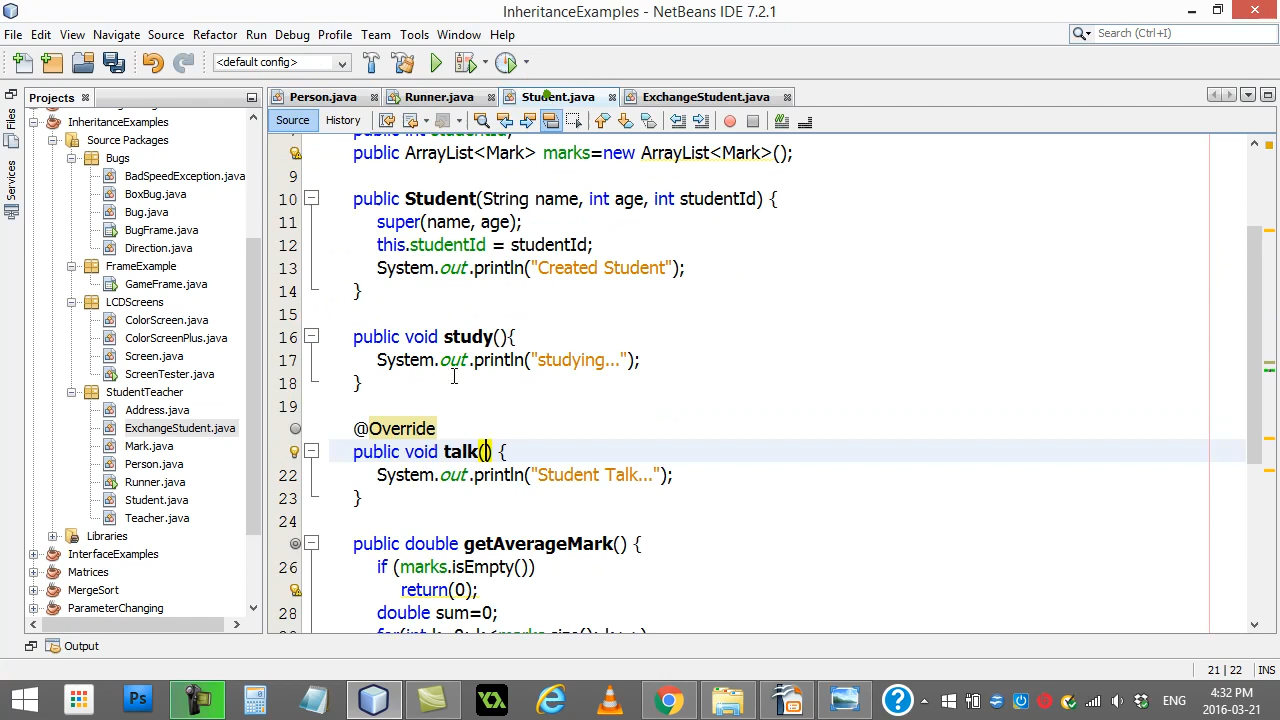 InheritanceExamples - NetBeans IDE 7.2.1
File Edit View Navigate Source Refactor Run Debug Profile Team Tools Window Help
Search (Ctrl+I)
<default config>
Projects
Person.java Runner.java Student.java ExchangeStudent.java
Source History
Files
Services
InheritanceExamples
Source Packages
Bugs
BadSpeedException.java
BoxBug.java
Bug.java
BugFrame.java
Direction.java
FrameExample
GameFrame.java
LCDScreens
ColorScreen.java
ColorScreenPlus.java
Screen.java
ScreenTester.java
StudentTeacher
Address.java
ExchangeStudent.java
Mark.java
Person.java
Runner.java
Student.java
Teacher.java
Libraries
InterfaceExamples
Matrices
MergeSort
ParameterChanging
public int studentId;
public ArrayList<Mark> marks=new ArrayList<Mark>();
9
10 public Student(String name, int age, int studentId) {
11 super(name, age);
12 this.studentId = studentId;
13 System.out.println("Created Student");
14 }
15
16 public void study(){
17 System.out.println("studying...");
18 }
19
@Override
public void talk() {
22 System.out.println("Student Talk...");
23 }
24
public double getAverageMark() {
26 if (marks.isEmpty())
return(0);
28 double sum=0;
Output
21 | 22 INS
Ps
ENG
4:32 PM
2016-03-21